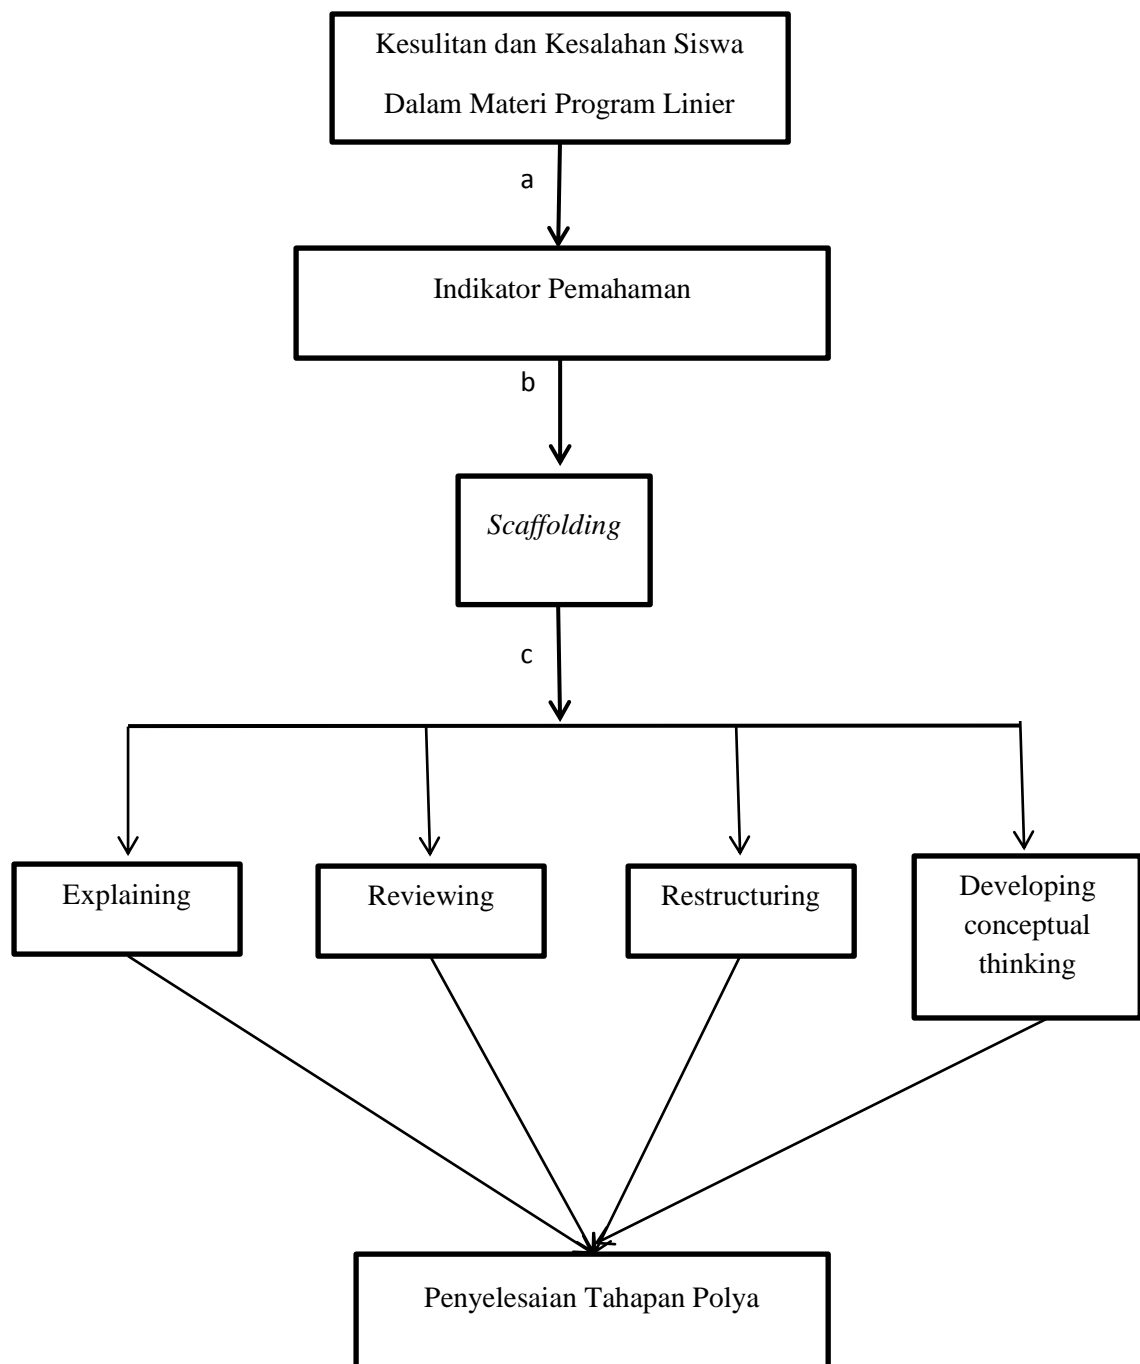 Kesulitan dan Kesalahan Siswa
Dalam Materi Program Linier
a
Indikator Pemahaman
b
Scaffolding
c
Explaining
Reviewing
Restructuring
Developing
conceptual
thinking
Penyelesaian Tahapan Polya